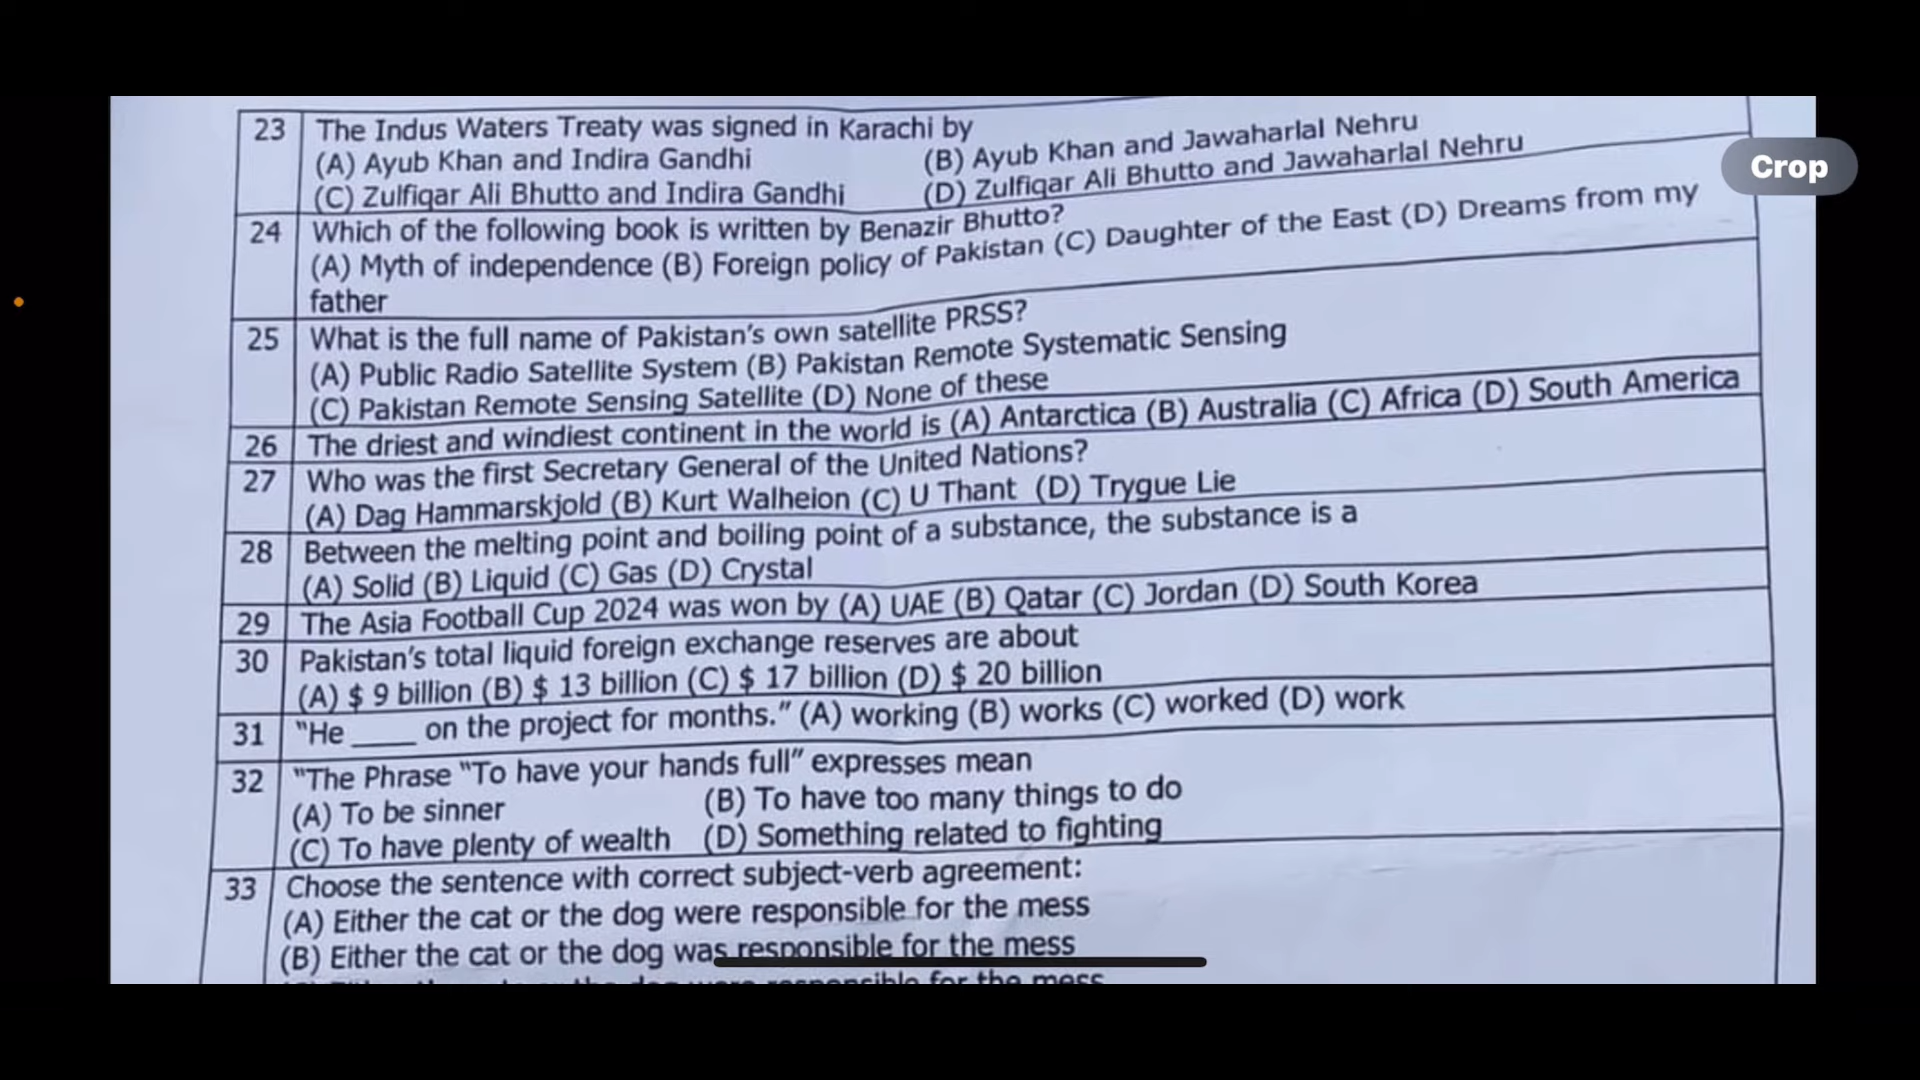 23 The Indus Waters Treaty was signed in Karachi by
(A) Ayub Khan and Indira Gandhi (B) Ayub Khan and Jawaharlal Nehru
(C) Zulfiqar Ali Bhutto and Indira Gandhi (D) Zulfiqar Ali Bhutto and Jawaharlal Nehru
Crop
24 Which of the following book is written by Benazir Bhutto?
(A) Myth of independence (B) Foreign policy of Pakistan (C) Daughter of the East (D) Dreams from my
father
25 What is the full name of Pakistan's own satellite PRSS?
(A) Public Radio Satellite System (B) Pakistan Remote Systematic Sensing
(C) Pakistan Remote Sensing Satellite (D) None of these
26 The driest and windiest continent in the world is (A) Antarctica (B) Australia (C) Africa (D) South America
27 Who was the first Secretary General of the United Nations?
(A) Dag Hammarskjold (B) Kurt Walheion (C) U Thant (D) Trygue Lie
28 Between the melting point and boiling point of a substance, the substance is a
(A) Solid (B) Liquid (C) Gas (D) Crystal
29 The Asia Football Cup 2024 was won by (A) UAE (B) Qatar (C) Jordan (D) South Korea
30 Pakistan's total liquid foreign exchange reserves are about
(A) $ 9 billion (B) $ 13 billion (C) $ 17 billion (D) $ 20 billion
31 "He ____ on the project for months." (A) working (B) works (C) worked (D) work
32 "The Phrase "To have your hands full" expresses mean
(A) To be sinner (B) To have too many things to do
(C) To have plenty of wealth (D) Something related to fighting
33 Choose the sentence with correct subject-verb agreement:
(A) Either the cat or the dog were responsible for the mess
(B) Either the cat or the dog was responsible for the mess
responsible for the mess